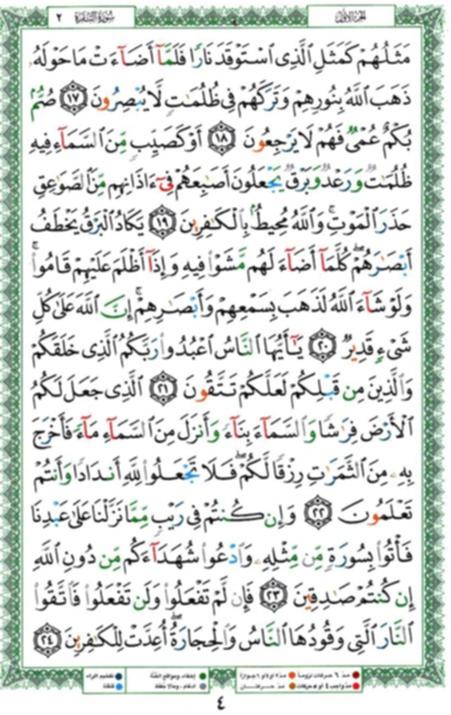 الجزء الأول
سورة البقرة ٢
مَثَلُهُمْ كَمَثَلِ ٱلَّذِى ٱسْتَوْقَدَ نَارًا فَلَمَّآ أَضَآءَتْ مَا حَوْلَهُۥ
ذَهَبَ ٱللَّهُ بِنُورِهِمْ وَتَرَكَهُمْ فِى ظُلُمَٰتٍ لَّا يُبْصِرُونَ ١٧ صُمٌّۢ
بُكْمٌ عُمْىٌ فَهُمْ لَا يَرْجِعُونَ ١٨ أَوْ كَصَيِّبٍ مِّنَ ٱلسَّمَآءِ فِيهِ
ظُلُمَٰتٌ وَرَعْدٌ وَبَرْقٌ يَجْعَلُونَ أَصَٰبِعَهُمْ فِىٓ ءَاذَانِهِم مِّنَ ٱلصَّوَٰعِقِ
حَذَرَ ٱلْمَوْتِ ۚ وَٱللَّهُ مُحِيطٌۢ بِٱلْكَٰفِرِينَ ١٩ يَكَادُ ٱلْبَرْقُ يَخْطَفُ
أَبْصَٰرَهُمْ ۖ كُلَّمَآ أَضَآءَ لَهُم مَّشَوْا۟ فِيهِ وَإِذَآ أَظْلَمَ عَلَيْهِمْ قَامُوا۟ ۚ
وَلَوْ شَآءَ ٱللَّهُ لَذَهَبَ بِسَمْعِهِمْ وَأَبْصَٰرِهِمْ ۚ إِنَّ ٱللَّهَ عَلَىٰ كُلِّ
شَىْءٍ قَدِيرٌ ٢٠ يَٰٓأَيُّهَا ٱلنَّاسُ ٱعْبُدُوا۟ رَبَّكُمُ ٱلَّذِى خَلَقَكُمْ
وَٱلَّذِينَ مِن قَبْلِكُمْ لَعَلَّكُمْ تَتَّقُونَ ٢١ ٱلَّذِى جَعَلَ لَكُمُ
ٱلْأَرْضَ فِرَٰشًا وَٱلسَّمَآءَ بِنَآءً وَأَنزَلَ مِنَ ٱلسَّمَآءِ مَآءً فَأَخْرَجَ
بِهِۦ مِنَ ٱلثَّمَرَٰتِ رِزْقًا لَّكُمْ ۖ فَلَا تَجْعَلُوا۟ لِلَّهِ أَندَادًا وَأَنتُمْ
تَعْلَمُونَ ٢٢ وَإِن كُنتُمْ فِى رَيْبٍ مِّمَّا نَزَّلْنَا عَلَىٰ عَبْدِنَا
فَأْتُوا۟ بِسُورَةٍ مِّن مِّثْلِهِۦ وَٱدْعُوا۟ شُهَدَآءَكُم مِّن دُونِ ٱللَّهِ
إِن كُنتُمْ صَٰدِقِينَ ٢٣ فَإِن لَّمْ تَفْعَلُوا۟ وَلَن تَفْعَلُوا۟ فَٱتَّقُوا۟
ٱلنَّارَ ٱلَّتِى وَقُودُهَا ٱلنَّاسُ وَٱلْحِجَارَةُ ۖ أُعِدَّتْ لِلْكَٰفِرِينَ ٢٤
مد ٦ حركات لزوماً مد ٢ أو ٤ أو ٦ جوازاً إخفاء، ومواقع الغنة تفخيم الراء
مد واجب ٤ أو ٥ حركات مد حركتان إدغام، وما لا يلفظ قلقلة
٤